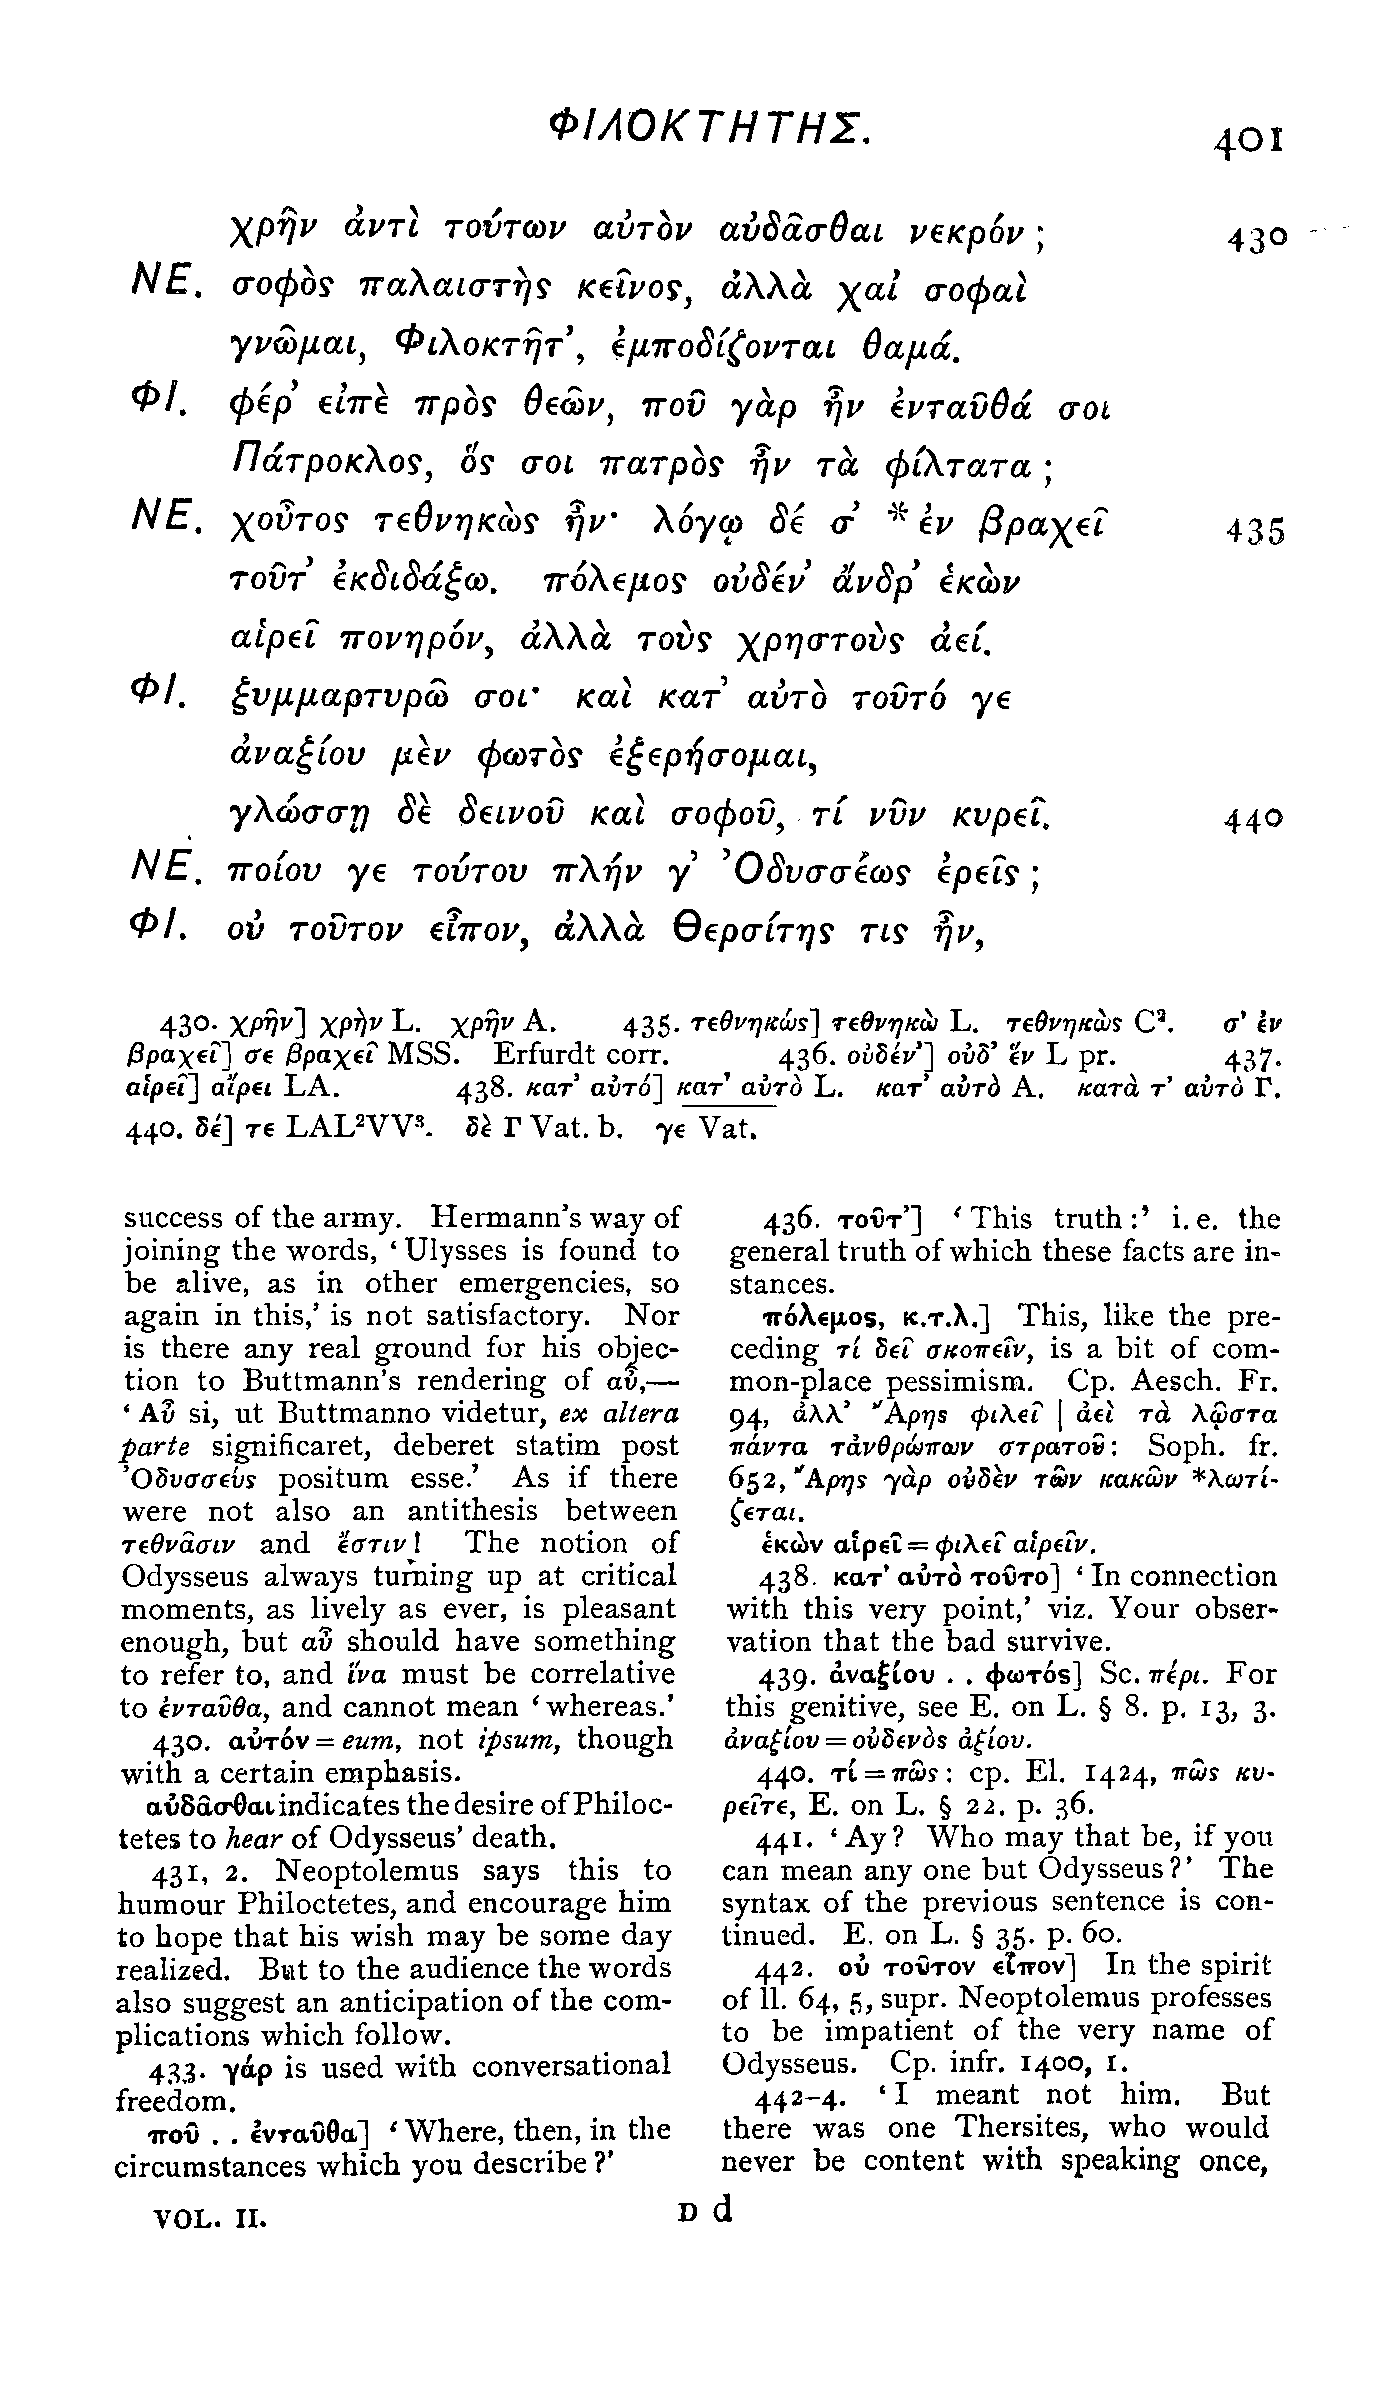 ΦΙΛΟΚΤΗΤΗΣ. 401
χρῆν ἀντὶ τούτων αὐτὸν αὐδᾶσθαι νεκρόν ; 430
ΝΕ. σοφὸς παλαιστὴς κεῖνος, ἀλλὰ χαἰ σοφαὶ
γνῶμαι, Φιλοκτῆτ’, ἐμποδίζονται θαμά.
ΦΙ. φέρ’ εἰπὲ πρὸς θεῶν, ποῦ γὰρ ἦν ἐνταῦθά σοι
Πάτροκλος, ὅς σοι πατρὸς ἦν τὰ φίλτατα ;
ΝΕ. χοὖτος τεθνηκὼς ἦν· λόγῳ δέ σ’ *ἐν βραχεῖ 435
τοῦτ’ ἐκδιδάξω. πόλεμος οὐδέν’ ἄνδρ’ ἑκὼν
αἱρεῖ πονηρόν, ἀλλὰ τοὺς χρηστοὺς ἀεί.
ΦΙ. ξυμμαρτυρῶ σοι· καὶ κατ’ αὐτὸ τοῦτό γε
ἀναξίου μὲν φωτὸς ἐξερήσομαι,
γλώσσῃ δὲ δεινοῦ καὶ σοφοῦ, τί νῦν κυρεῖ. 440
ΝΕ. ποίου γε τούτου πλήν γ’ Ὀδυσσέως ἐρεῖς ;
ΦΙ. οὐ τοῦτον εἶπον, ἀλλὰ Θερσίτης τις ἦν,
430. χρῆν] χρὴν L. χρῆν A. 435. τεθνηκώς] τεθνηκὼ L. τεθνηκὼς C². σ’ ἐν
βραχεῖ] σε βραχεῖ MSS. Erfurdt corr. 436. οὐδέν’] οὐδ’ ἕν L pr. 437.
αἱρεῖ] αἴρει LA. 438. κατ’ αὐτό] κατ’ αὐτὸ L. κατ’ αὐτὸ A. κατὰ τ’ αὐτὸ Γ.
440. δέ] τε LAL²VV³. δὲ Γ Vat. b. γε Vat.
success of the army. Hermann's way of
joining the words, ‘Ulysses is found to
be alive, as in other emergencies, so
again in this,’ is not satisfactory. Nor
is there any real ground for his objec-
tion to Buttmann's rendering of αὖ,—
‘Αὖ si, ut Buttmanno videtur, ex altera
parte significaret, deberet statim post
Ὀδυσσεύς positum esse.’ As if there
were not also an antithesis between
τεθνᾶσιν and ἔστιν! The notion of
Odysseus always turning up at critical
moments, as lively as ever, is pleasant
enough, but αὖ should have something
to refer to, and ἵνα must be correlative
to ἐνταῦθα, and cannot mean ‘whereas.’
430. αὐτόν = eum, not ipsum, though
with a certain emphasis.
αὐδᾶσθαι indicates the desire of Philoc-
tetes to hear of Odysseus' death.
431, 2. Neoptolemus says this to
humour Philoctetes, and encourage him
to hope that his wish may be some day
realized. But to the audience the words
also suggest an anticipation of the com-
plications which follow.
433. γάρ is used with conversational
freedom.
ποῦ . . ἐνταῦθα] ‘Where, then, in the
circumstances which you describe?’
436. τοῦτ’] ‘This truth:’ i. e. the
general truth of which these facts are in-
stances.
πόλεμος, κ.τ.λ.] This, like the pre-
ceding τί δεῖ σκοπεῖν, is a bit of com-
mon-place pessimism. Cp. Aesch. Fr.
94, ἀλλ’ Ἄρης φιλεῖ | ἀεὶ τὰ λῷστα
πάντα τἀνθρώπων στρατοῦ: Soph. fr.
652, Ἄρης γὰρ οὐδὲν τῶν κακῶν *λωτί-
ζεται.
ἑκὼν αἱρεῖ = φιλεῖ αἱρεῖν.
438. κατ’ αὐτὸ τοῦτο] ‘In connection
with this very point,’ viz. Your obser-
vation that the bad survive.
439. ἀναξίου . . φωτός] Sc. πέρι. For
this genitive, see E. on L. § 8. p. 13, 3.
ἀναξίου = οὐδενὸς ἀξίου.
440. τί = πῶς: cp. El. 1424, πῶς κυ-
ρεῖτε, E. on L. § 22. p. 36.
441. ‘Ay? Who may that be, if you
can mean any one but Odysseus?’ The
syntax of the previous sentence is con-
tinued. E. on L. § 35. p. 60.
442. οὐ τοῦτον εἶπον] In the spirit
of ll. 64, 5, supr. Neoptolemus professes
to be impatient of the very name of
Odysseus. Cp. infr. 1400, 1.
442-4. ‘I meant not him. But
there was one Thersites, who would
never be content with speaking once,
VOL. II. D d